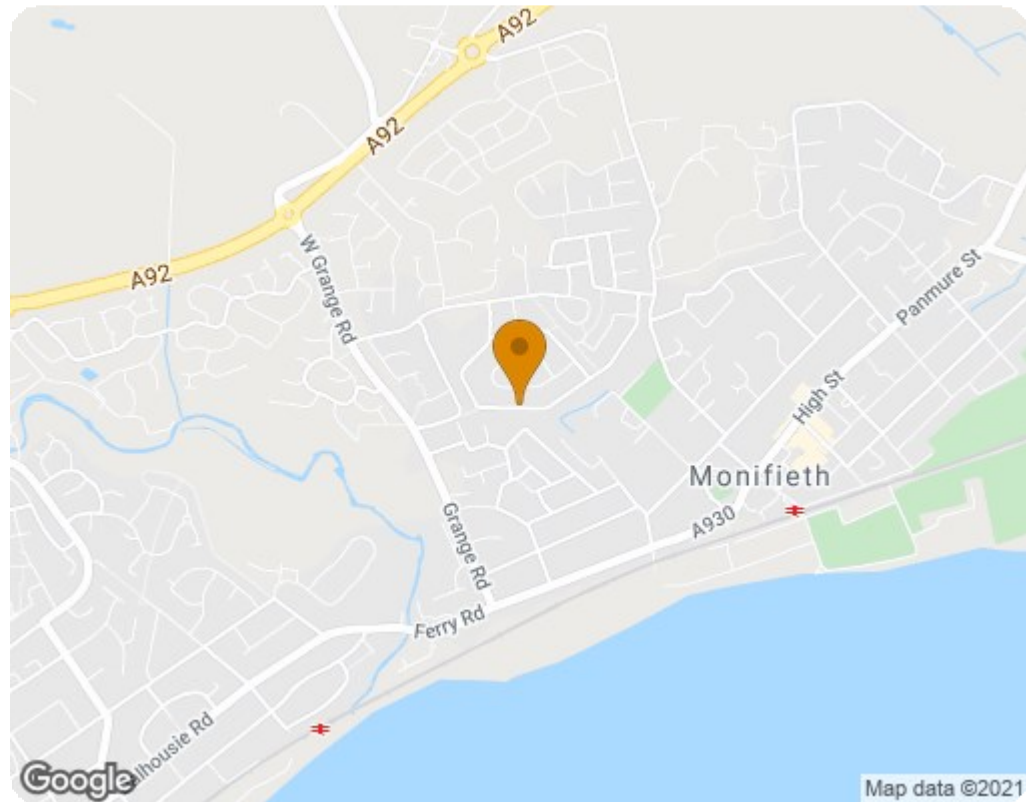 A92
A92
A92
W Grange Rd
Panmure St
High St
Monifieth
Grange Rd
A930
Ferry Rd
alhousie Rd
Google
Map data ©2021